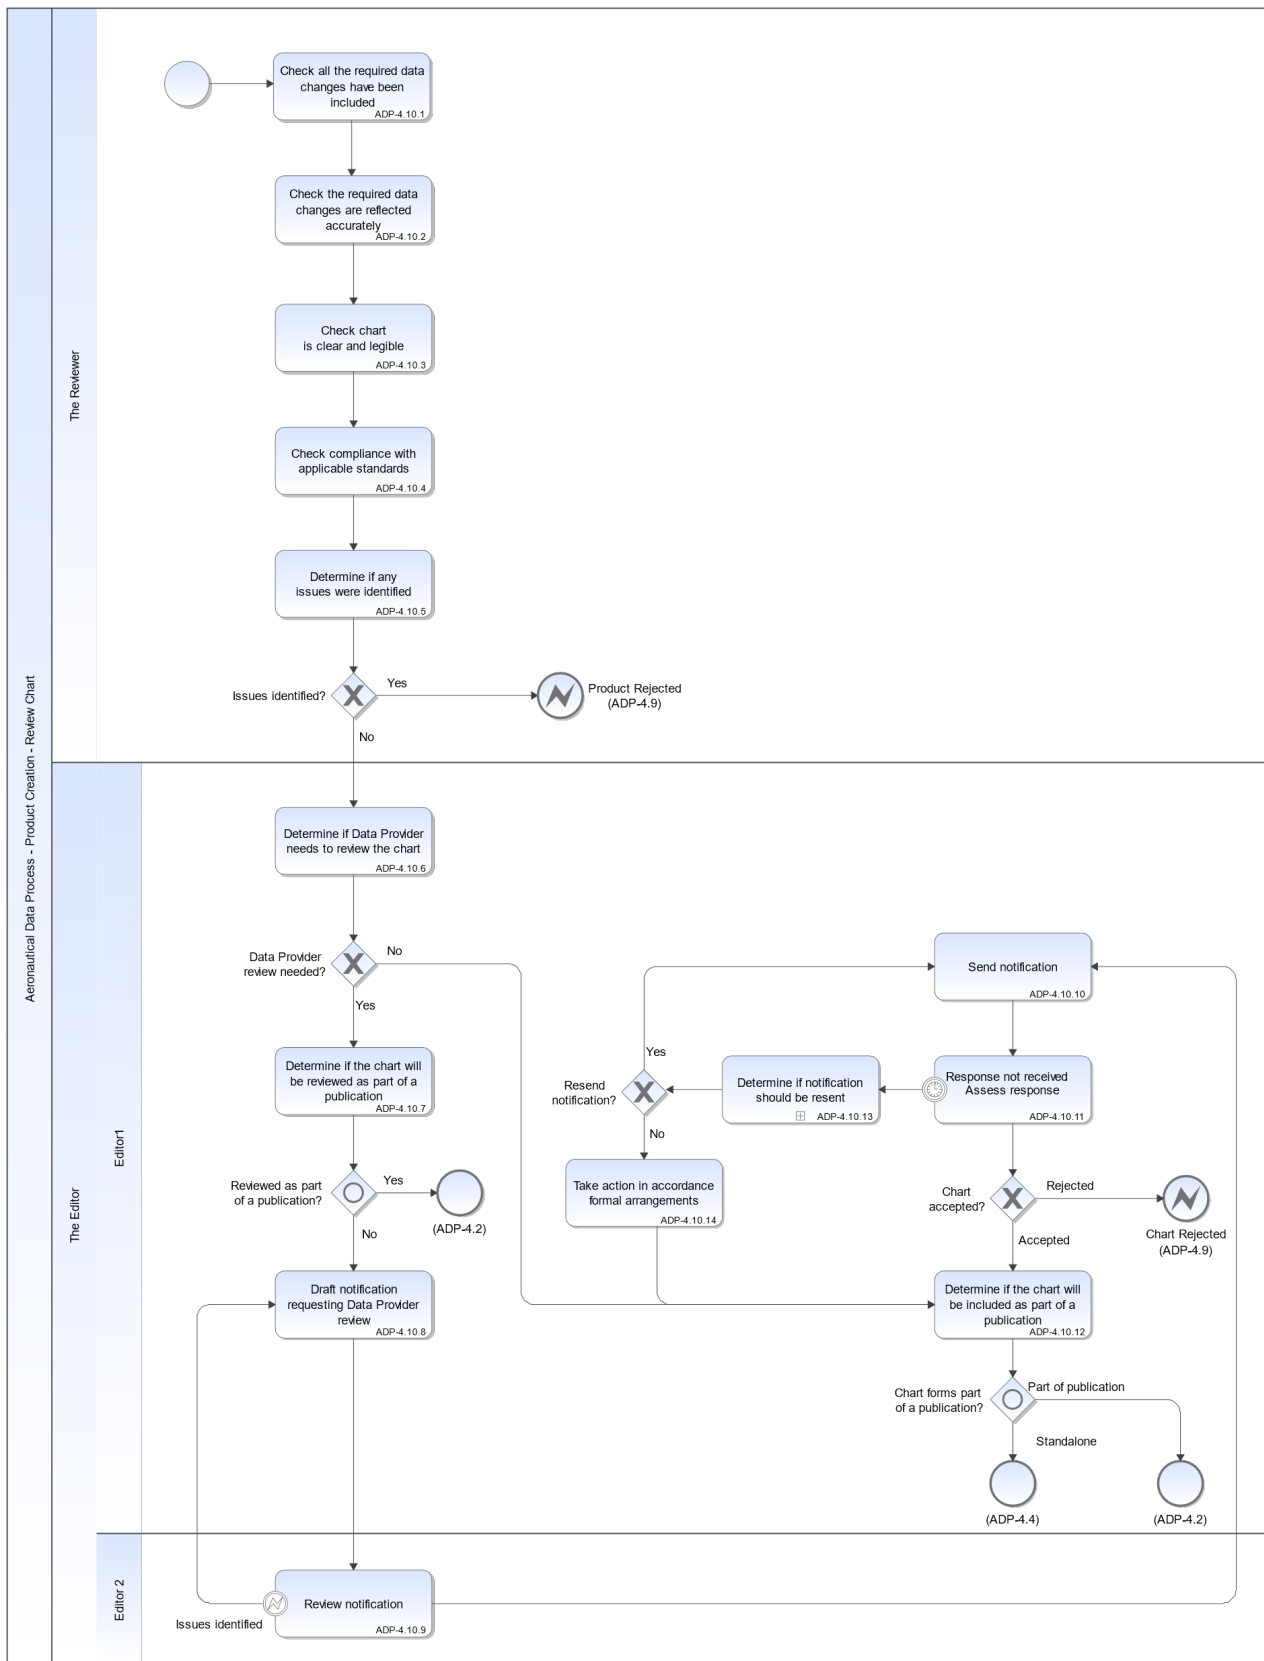 Aeronautical Data Process - Product Creation - Review Chart
The Reviewer
Check all the required data
changes have been
included
ADP-4.10.1
Check the required data
changes are reflected
accurately
ADP-4.10.2
Check chart
is clear and legible
ADP-4.10.3
Check compliance with
applicable standards
ADP-4.10.4
Determine if any
issues were identified
ADP-4.10.5
Issues identified?
Yes
Product Rejected
(ADP-4.9)
No
The Editor
Editor1
Determine if Data Provider
needs to review the chart
ADP-4.10.6
Data Provider
review needed?
No
Yes
Determine if the chart will
be reviewed as part of a
publication
ADP-4.10.7
Reviewed as part
of a publication?
Yes
(ADP-4.2)
No
Draft notification
requesting Data Provider
review
ADP-4.10.8
Send notification
ADP-4.10.10
Response not received
Assess response
ADP-4.10.11
Determine if notification
should be resent
ADP-4.10.13
Resend
notification?
Yes
No
Take action in accordance
formal arrangements
ADP-4.10.14
Chart
accepted?
Rejected
Chart Rejected
(ADP-4.9)
Accepted
Determine if the chart will
be included as part of a
publication
ADP-4.10.12
Chart forms part
of a publication?
Part of publication
Standalone
(ADP-4.4)
(ADP-4.2)
Editor 2
Review notification
ADP-4.10.9
Issues identified